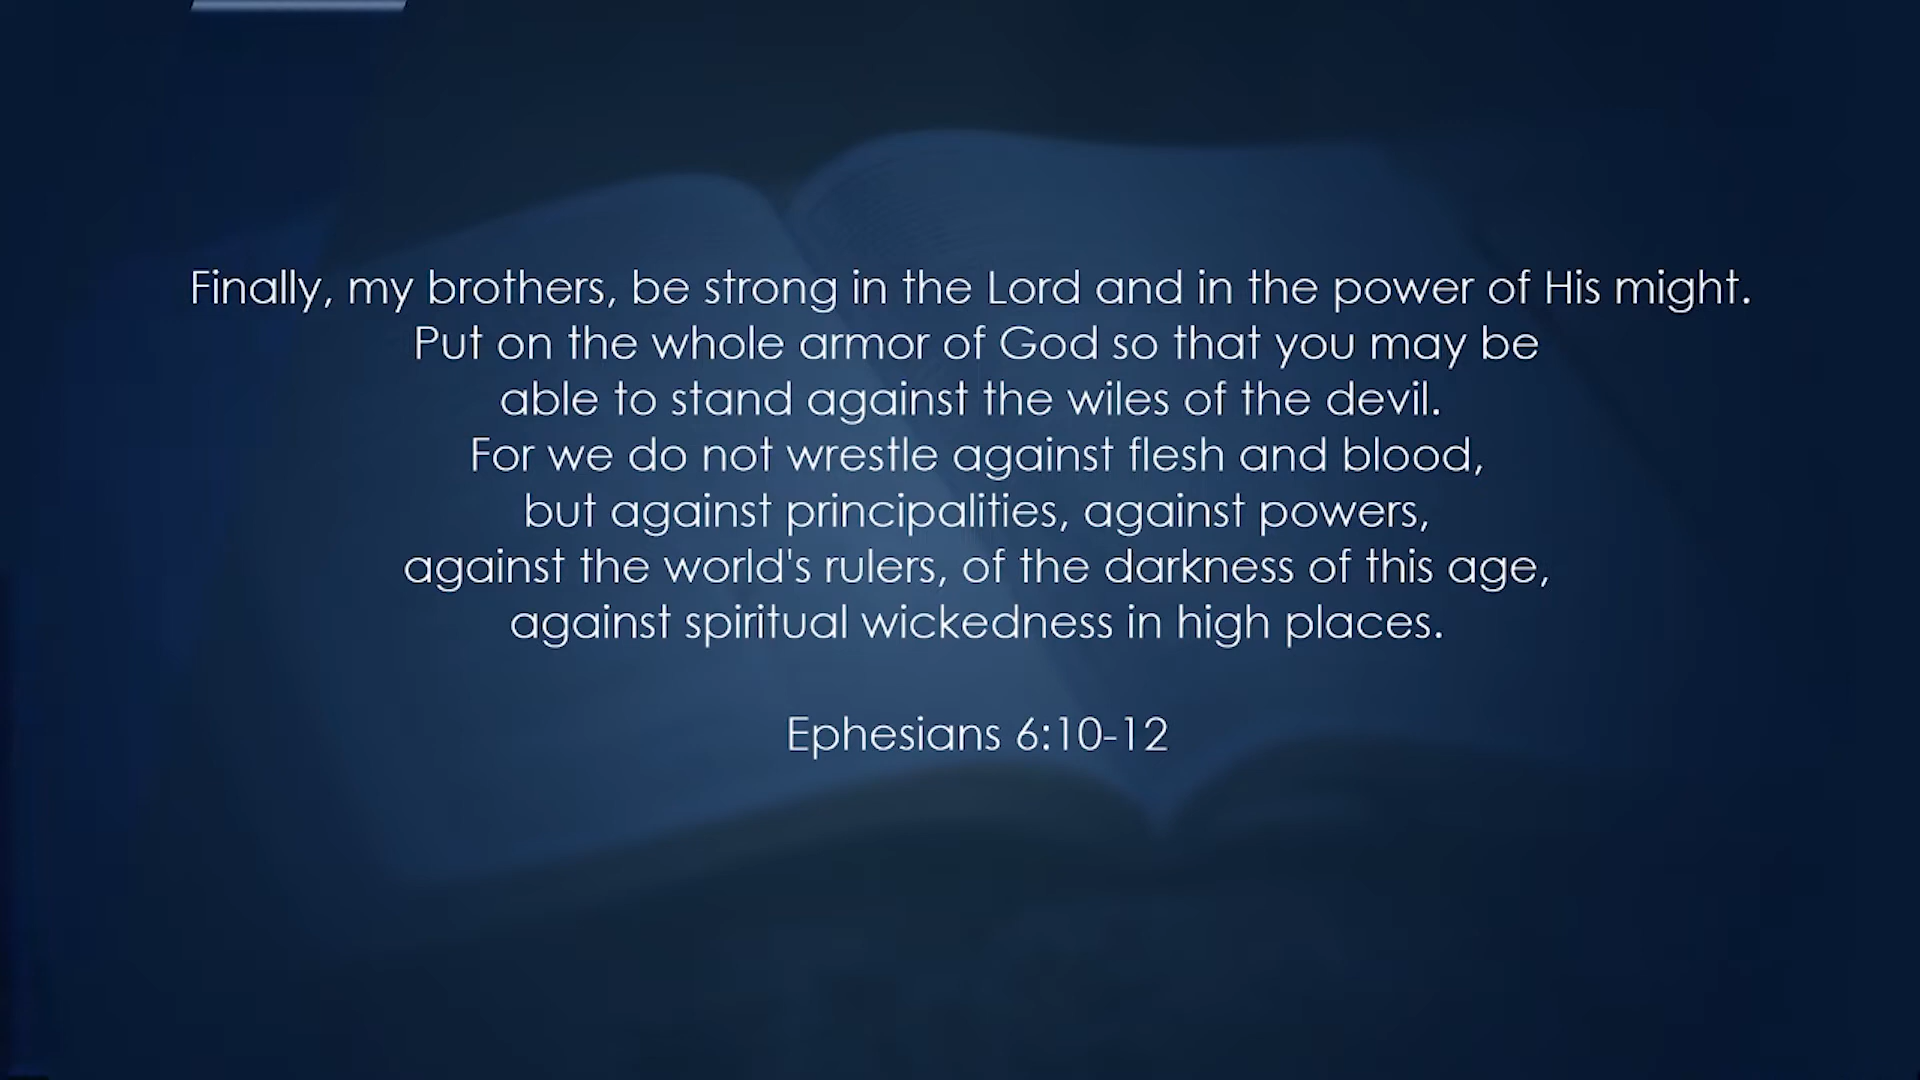 Finally, my brothers, be strong in the Lord and in the power of His might.
Put on the whole armor of God so that you may be
able to stand against the wiles of the devil.
For we do not wrestle against flesh and blood,
but against principalities, against powers,
against the world's rulers, of the darkness of this age,
against spiritual wickedness in high places.
Ephesians 6:10-12